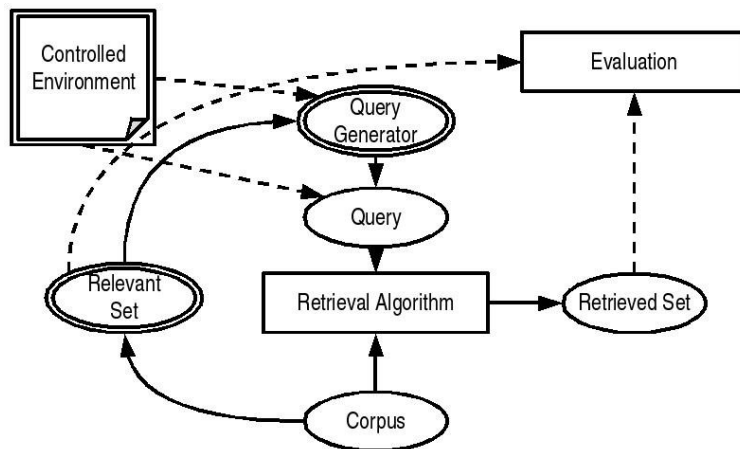 Controlled
Environment
Evaluation
Query
Generator
Query
Relevant
Set
Retrieval Algorithm
Retrieved Set
Corpus